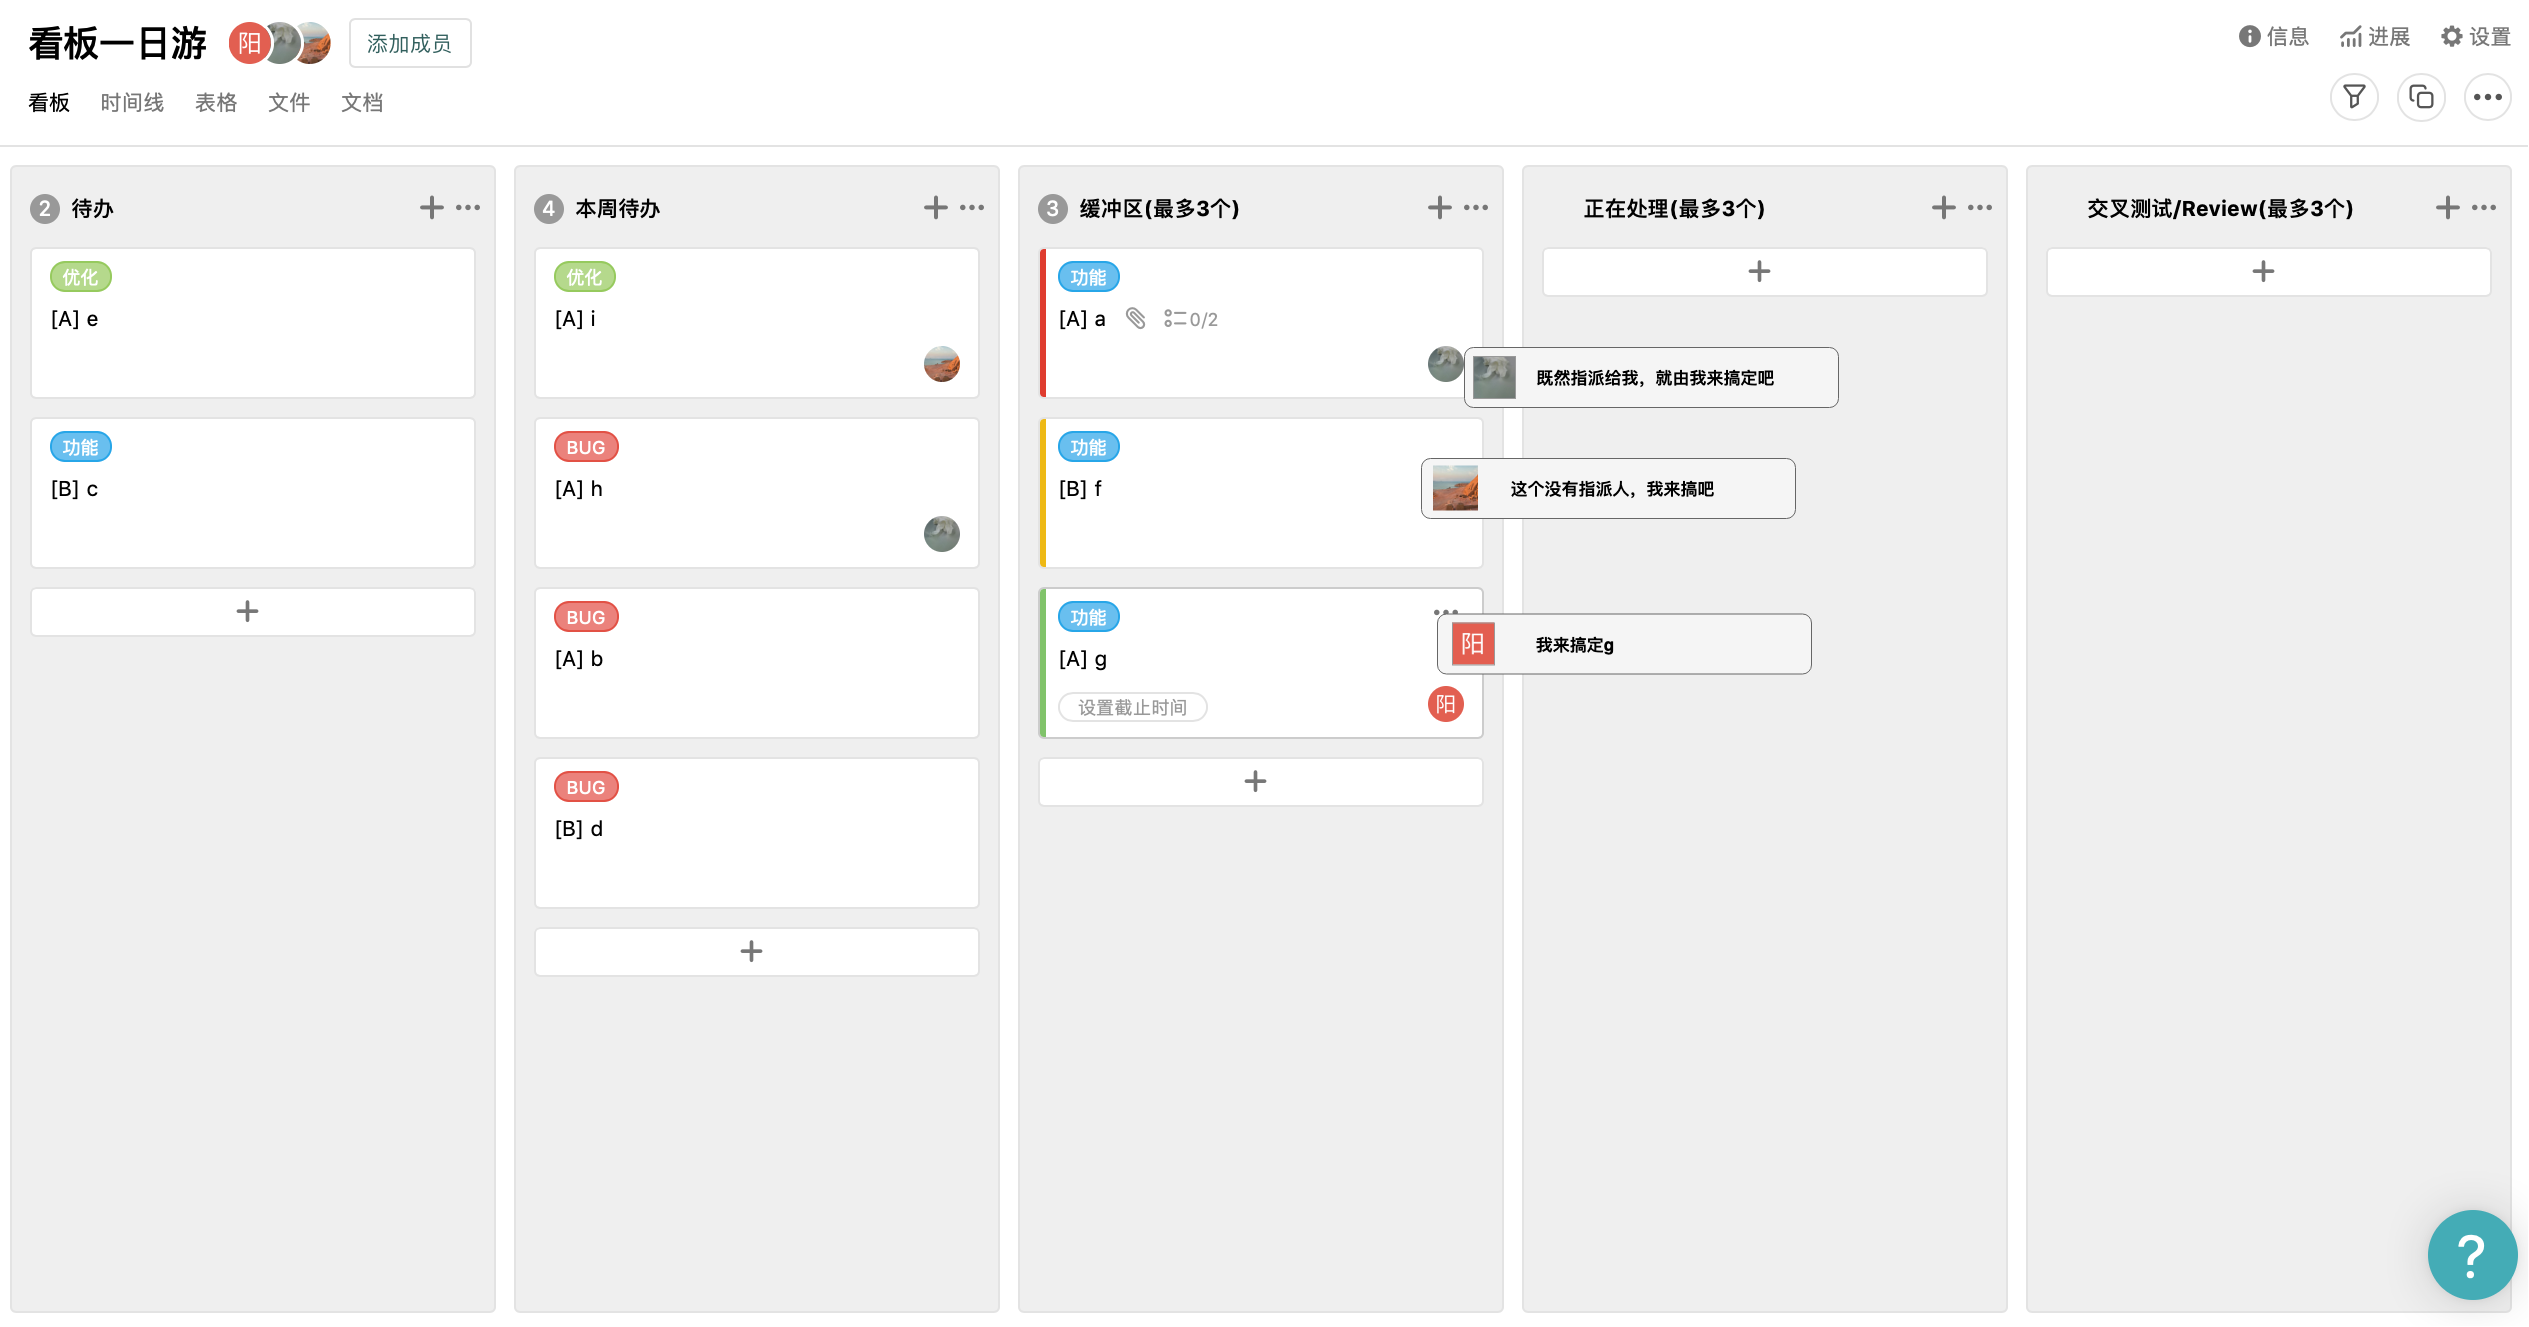 看板一日游
阳
添加成员
信息
进展
设置
看板
时间线
表格
文件
文档
2 待办
优化
[A] e
功能
[B] c
4 本周待办
优化
[A] i
BUG
[A] h
BUG
[A] b
BUG
[B] d
3 缓冲区(最多3个)
功能
[A] a 0/2
既然指派给我，就由我来搞定吧
功能
[B] f
这个没有指派人，我来搞吧
功能
[A] g
阳 我来搞定g
设置截止时间
阳
正在处理(最多3个)
交叉测试/Review(最多3个)
?